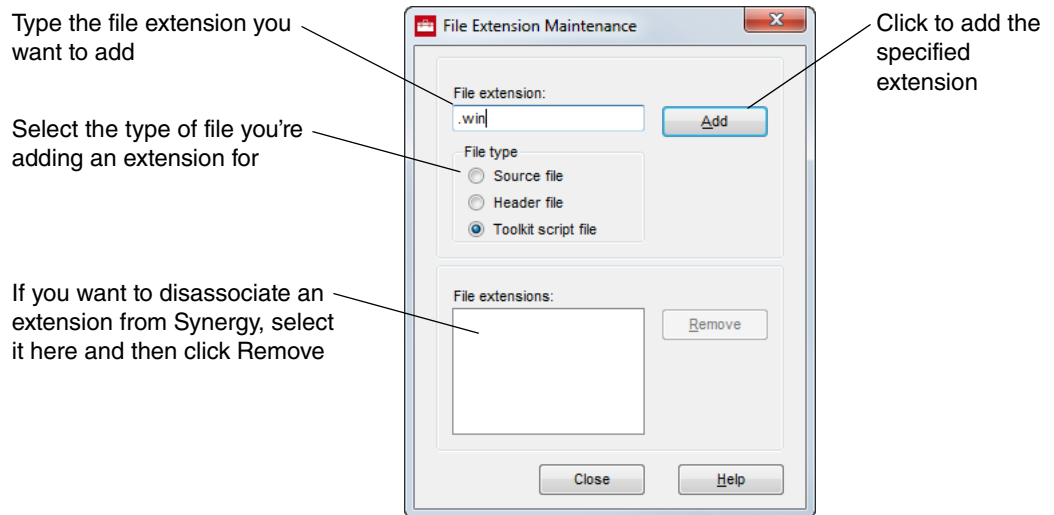 Type the file extension you
want to add
Select the type of file you're
adding an extension for
If you want to disassociate an
extension from Synergy, select
it here and then click Remove
File Extension Maintenance
File extension:
.win
Add
File type
Source file
Header file
Toolkit script file
File extensions:
Remove
Close
Help
Click to add the
specified
extension